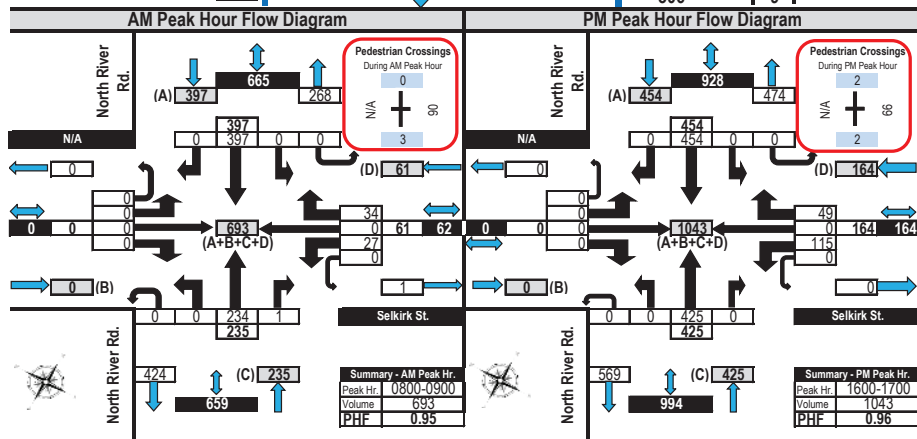 AM Peak Hour Flow Diagram
North River Rd.
(A) 397
665
268
Pedestrian Crossings
During AM Peak Hour
0
N/A
90
3
N/A
397
0 397 0 0
0
(D) 61
0
0
0
0
0 0
693
(A+B+C+D)
34
0
27
0
61 62
0 (B)
1
0 0 234 1
235
Selkirk St.
North River Rd.
424
(C) 235
659
Summary - AM Peak Hr.
Peak Hr. 0800-0900
Volume 693
PHF 0.95
PM Peak Hour Flow Diagram
North River Rd.
(A) 454
928
474
Pedestrian Crossings
During PM Peak Hour
2
N/A
66
2
N/A
454
0 454 0 0
0
(D) 164
0
0
0
0
0 0
1043
(A+B+C+D)
49
0
115
0
164 164
0 (B)
0
0 0 425 0
425
Selkirk St.
North River Rd.
569
(C) 425
994
Summary - PM Peak Hr.
Peak Hr. 1600-1700
Volume 1043
PHF 0.96